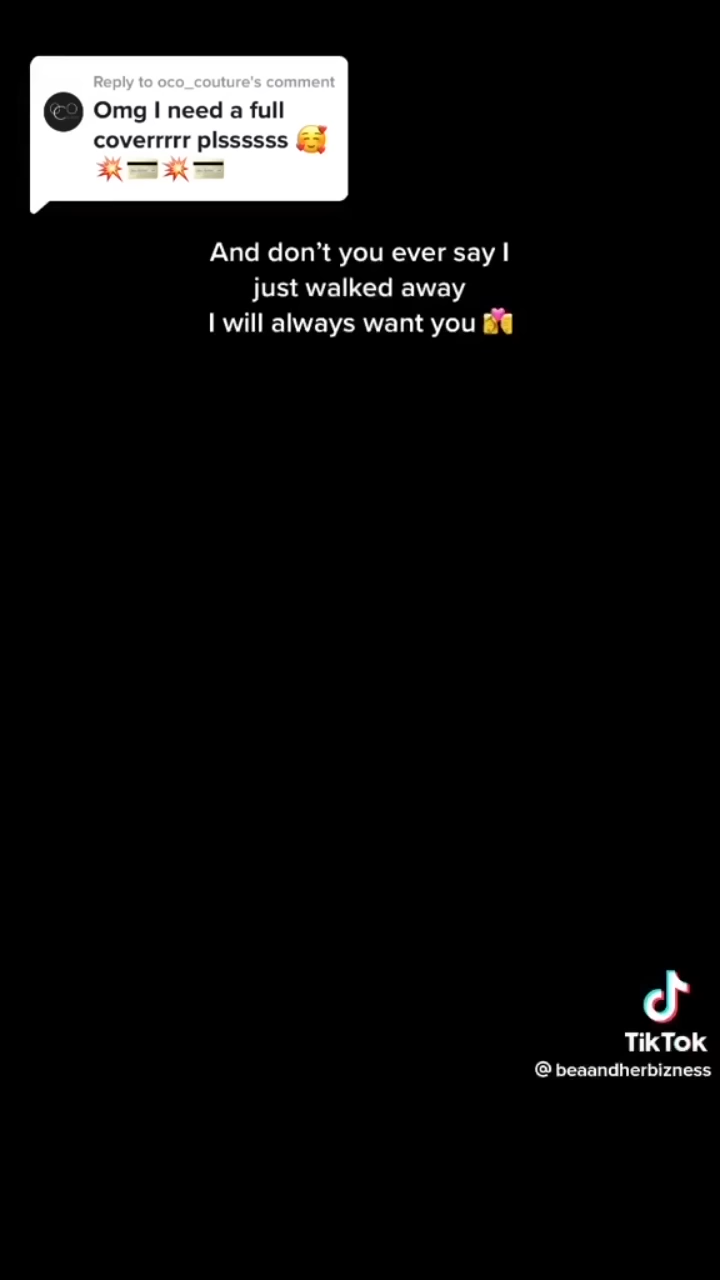 Reply to oco_couture's comment
Omg I need a full
coverrrrr plssssss 🥰
💥💳💥💳
And don’t you ever say I
just walked away
I will always want you 👩‍❤️‍💋‍👨
TikTok
@beaandherbizness